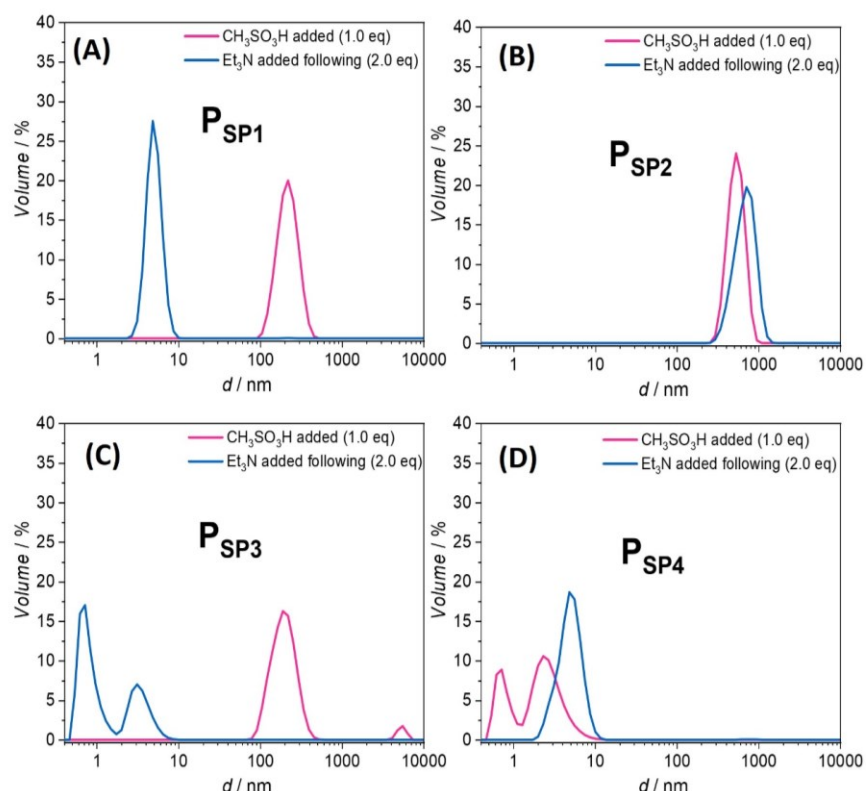 (A)
CH₃SO₃H added (1.0 eq)
Et₃N added following (2.0 eq)
P_SP1
Volume / %
40
35
30
25
20
15
10
5
0
1 10 100 1000 10000
d / nm
(B)
CH₃SO₃H added (1.0 eq)
Et₃N added following (2.0 eq)
P_SP2
Volume / %
40
35
30
25
20
15
10
5
0
1 10 100 1000 10000
d / nm
(C)
CH₃SO₃H added (1.0 eq)
Et₃N added following (2.0 eq)
P_SP3
Volume / %
40
35
30
25
20
15
10
5
0
1 10 100 1000 10000
d / nm
(D)
CH₃SO₃H added (1.0 eq)
Et₃N added following (2.0 eq)
P_SP4
Volume / %
40
35
30
25
20
15
10
5
0
1 10 100 1000 10000
d / nm